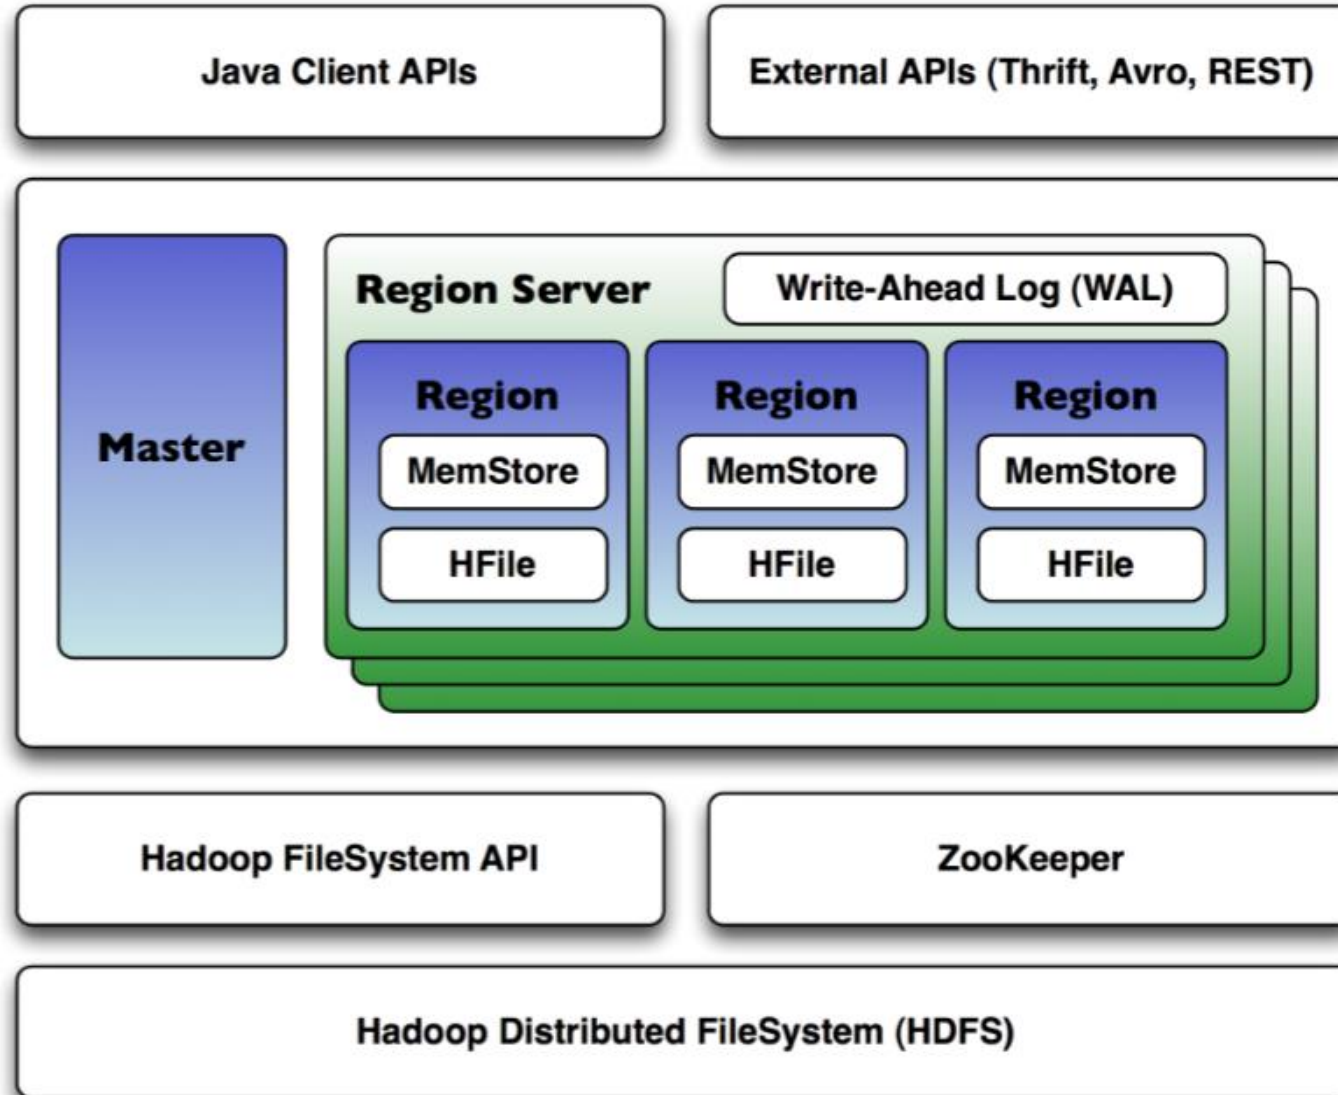 Java Client APIs
External APIs (Thrift, Avro, REST)
Master
Region Server
Write-Ahead Log (WAL)
Region
MemStore
HFile
Region
MemStore
HFile
Region
MemStore
HFile
Hadoop FileSystem API
ZooKeeper
Hadoop Distributed FileSystem (HDFS)